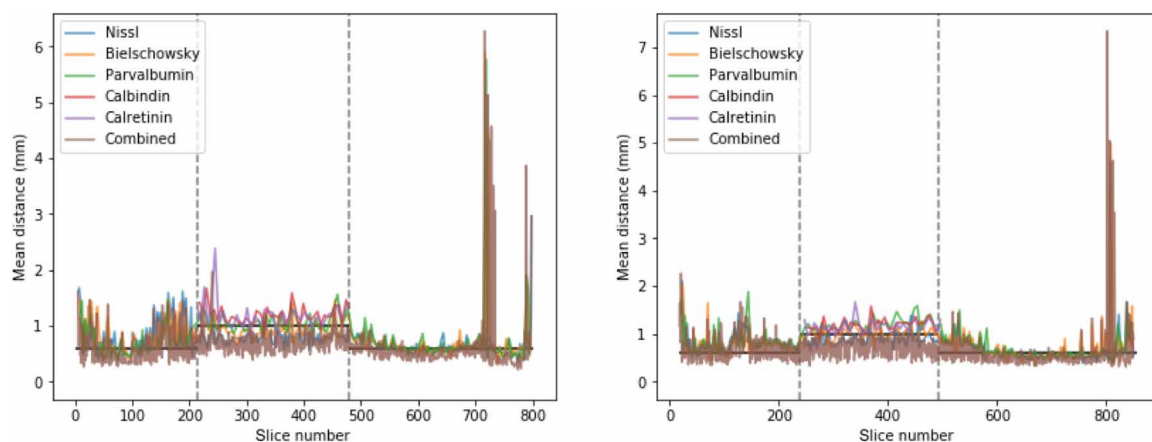 Nissl
Bielschowsky
Parvalbumin
Calbindin
Calretinin
Combined
Mean distance (mm)
6
5
4
3
2
1
0
0 100 200 300 400 500 600 700 800
Slice number
Nissl
Bielschowsky
Parvalbumin
Calbindin
Calretinin
Combined
Mean distance (mm)
7
6
5
4
3
2
1
0
0 200 400 600 800
Slice number